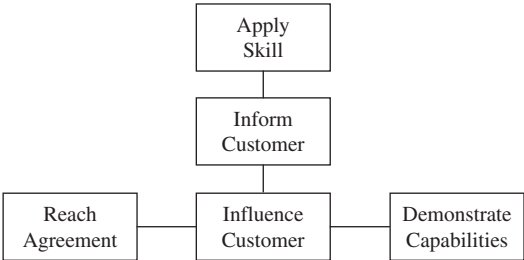 Apply
Skill
Inform
Customer
Reach
Agreement
Influence
Customer
Demonstrate
Capabilities